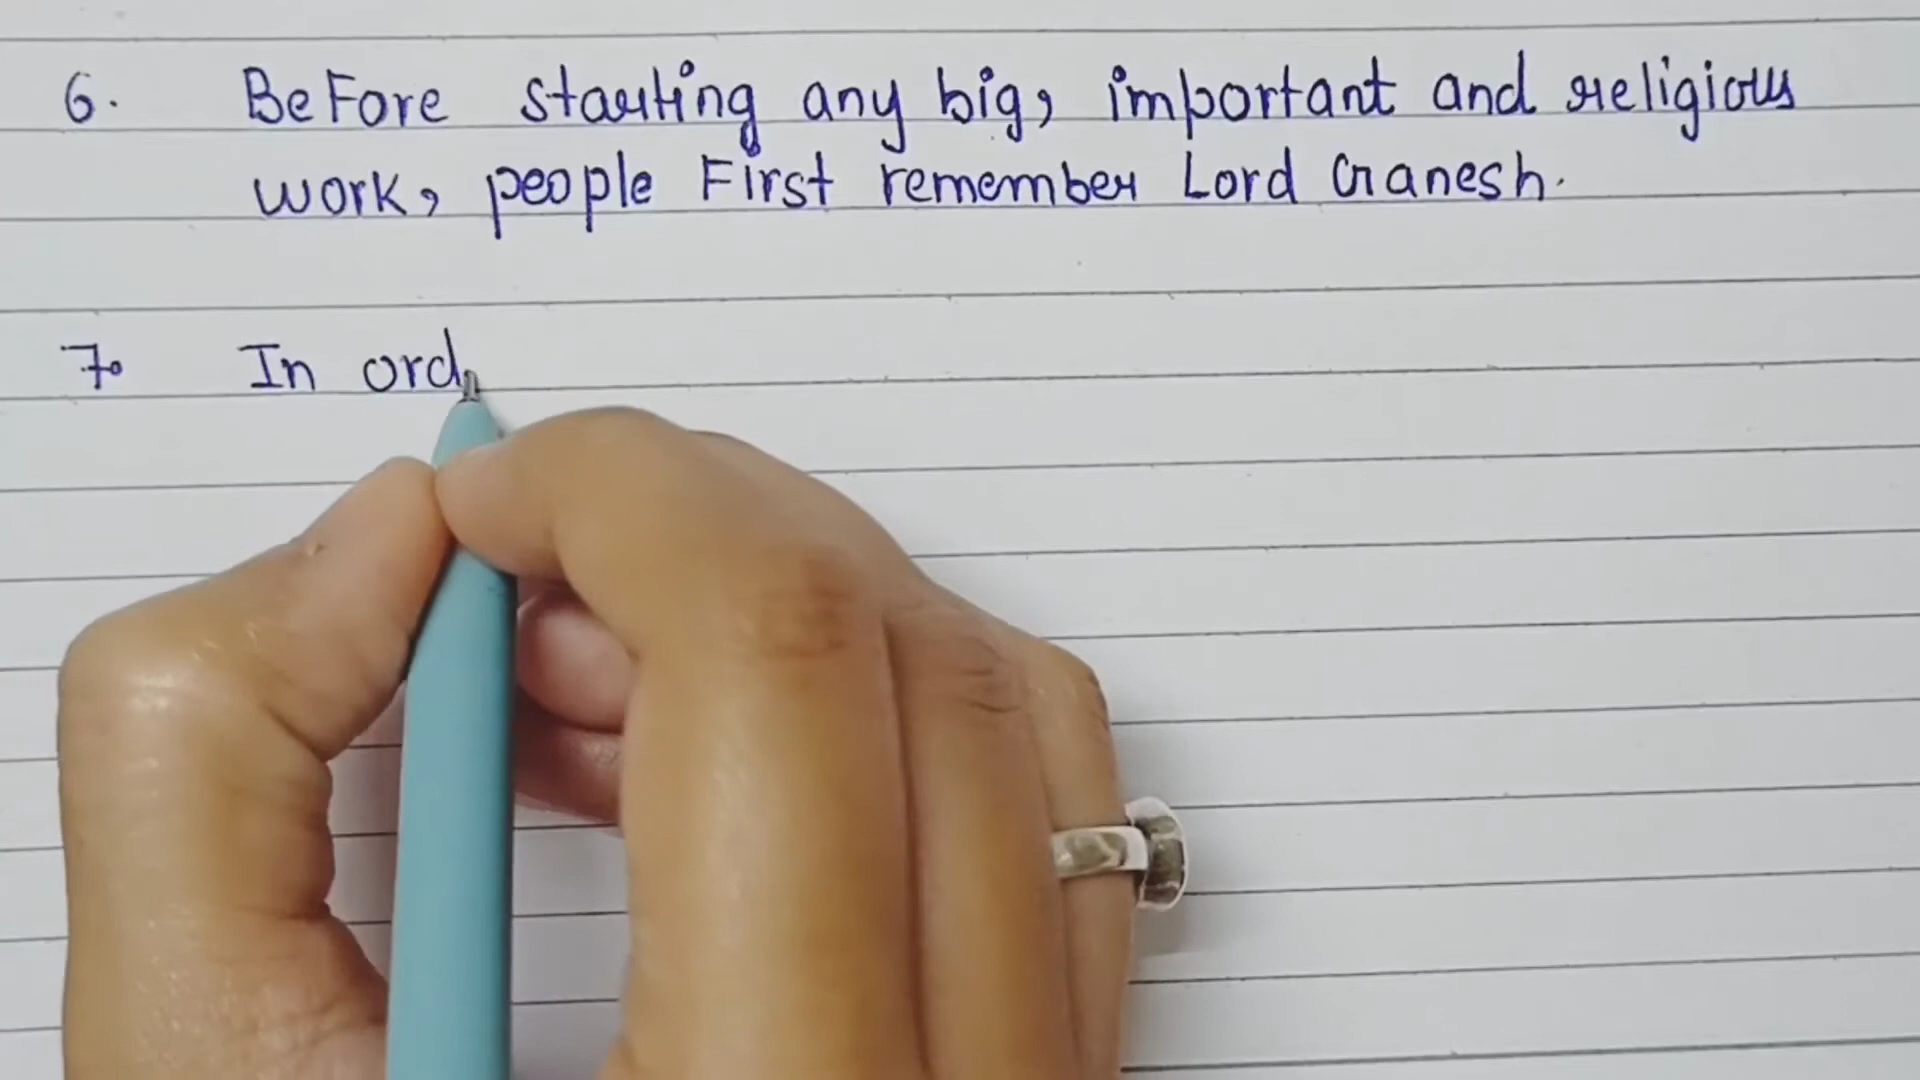 6. BeFore starting any big, important and religious
work, people First remember Lord Ganesh.
7. In ord